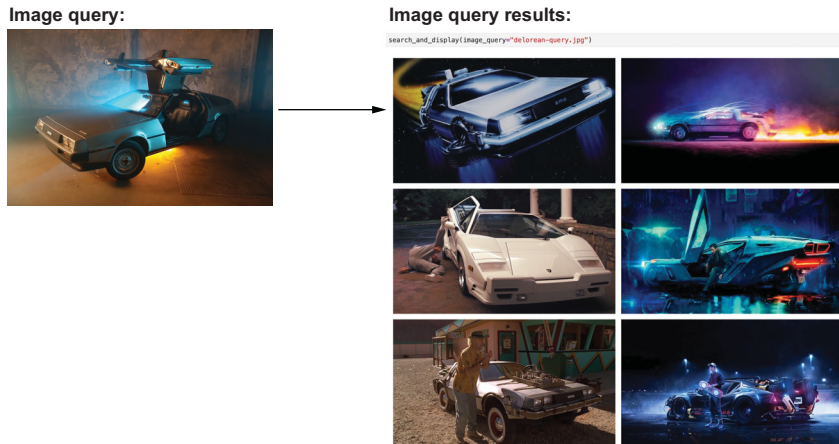 Image query:
Image query results:
search_and_display(image_query="delorean-query.jpg")